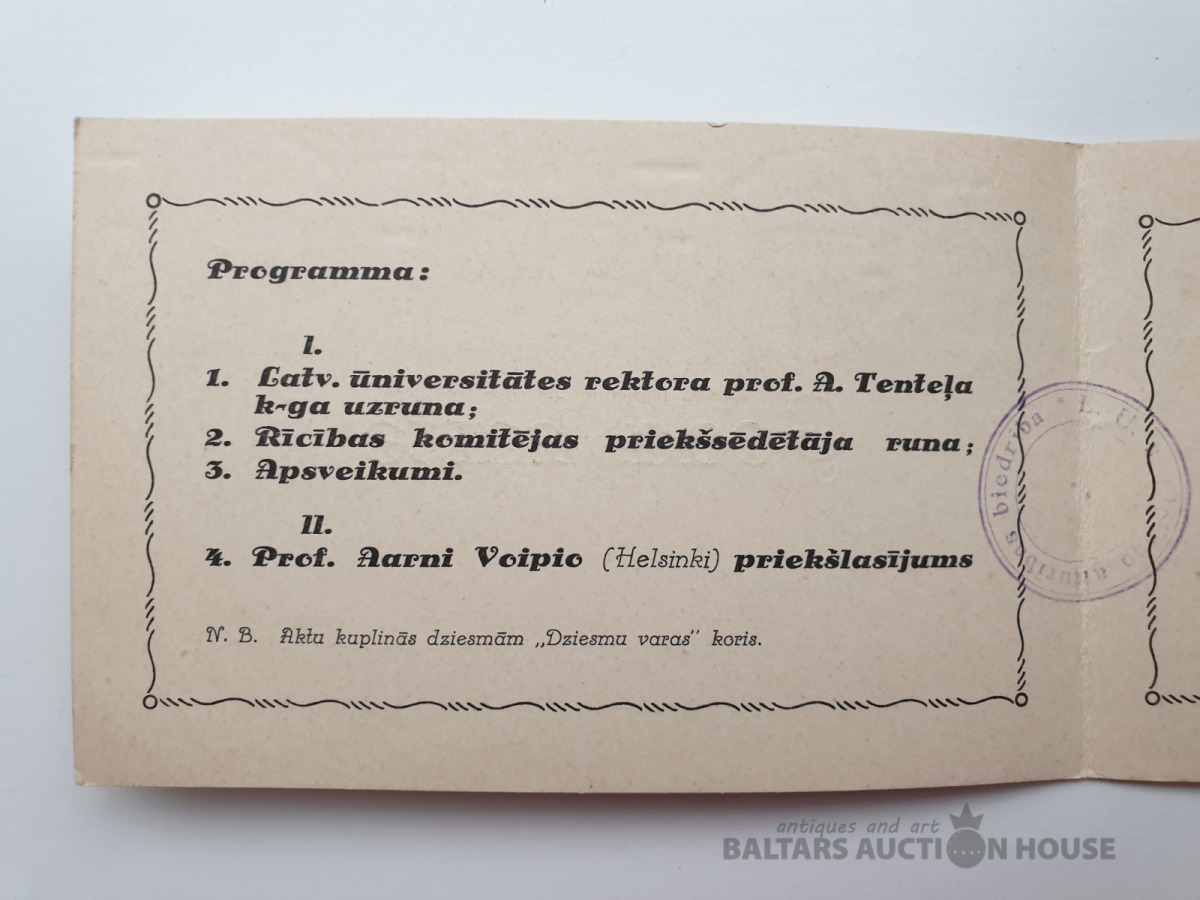 Programma:
I.
1. Latv. ūniversitātes rektora prof. A. Tenteļa
k-ga uzruna;
2. Rīcības komitējas priekšsēdētāja runa;
3. Apsveikumi.
II.
4. Prof. Aarni Voipio (Helsinki) priekšlasījums
N. B. Aktu kuplinās dziesmām „Dziesmu varas" koris.
biedrība * L. U.
antiques and art
BALTARS AUCTION HOUSE